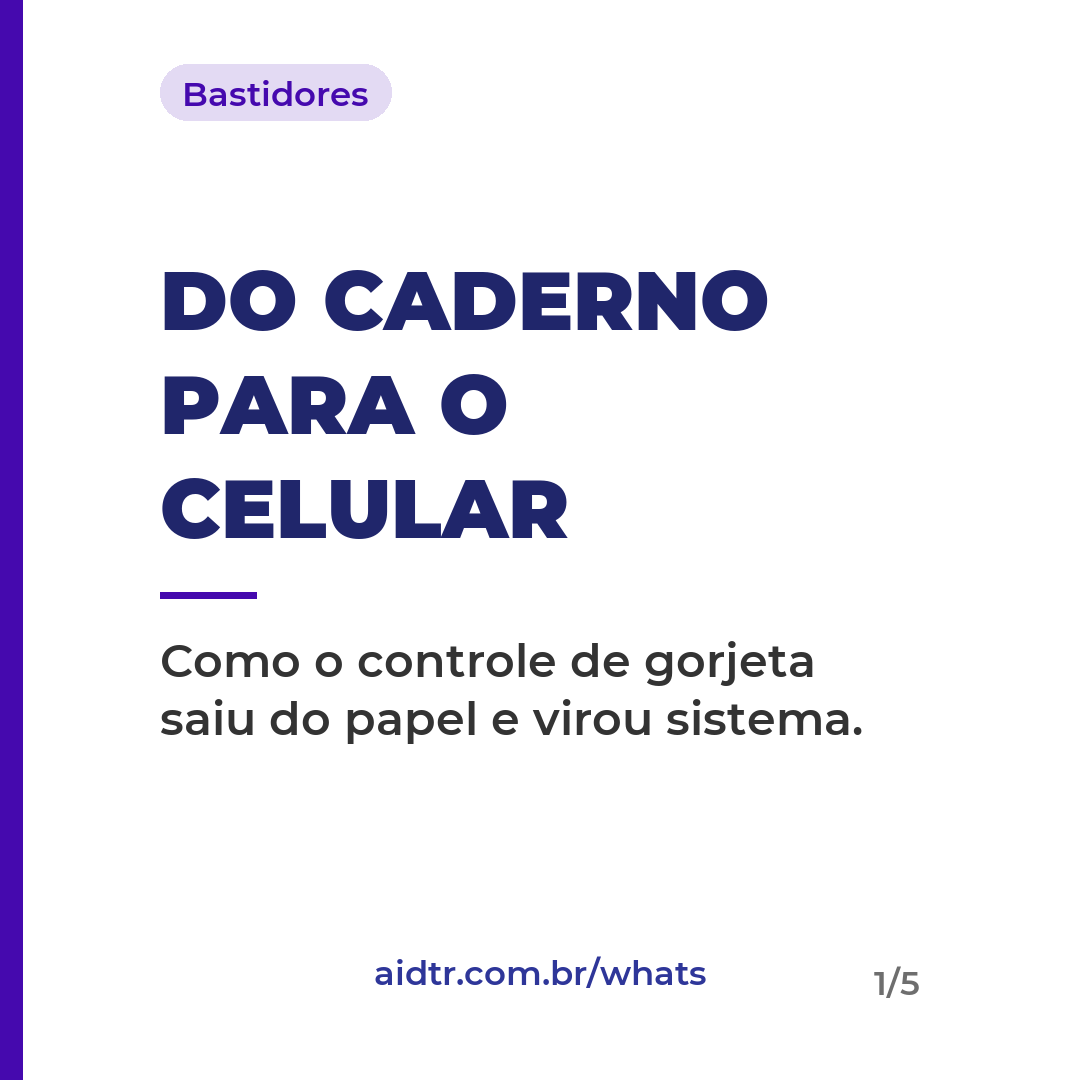 Bastidores
DO CADERNO
PARA O
CELULAR
Como o controle de gorjeta
saiu do papel e virou sistema.
aidtr.com.br/whats
1/5